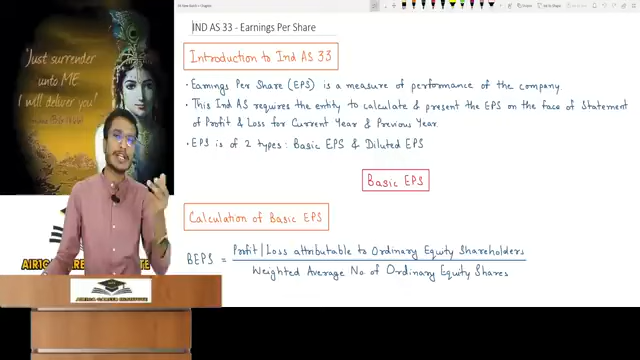 IND AS 33 - Earnings Per Share
Introduction to Ind AS 33
• Earnings Per Share (EPS) is a measure of performance of the company.
• This Ind AS requires the entity to calculate & present the EPS on the face of Statement
of Profit & Loss for Current Year & Previous Year.
• EPS is of 2 types: Basic EPS & Diluted EPS
Basic EPS
Calculation of Basic EPS
BEPS = Profit/Loss attributable to Ordinary Equity Shareholders
Weighted Average No. of Ordinary Equity Shares
"Just surrender
unto ME,
I will deliver you"
AIR1CA CAREER INSTITUTE